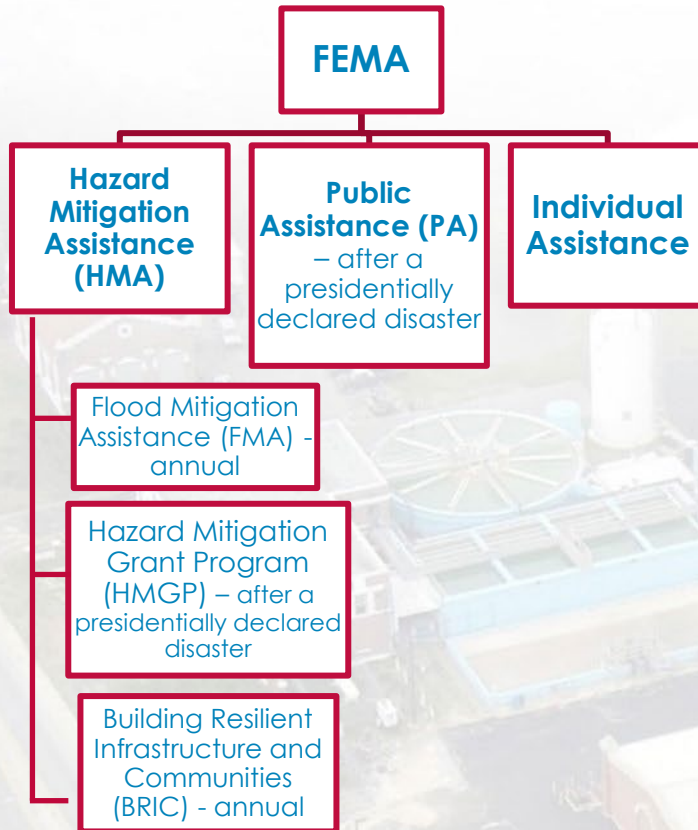 FEMA
Hazard
Mitigation
Assistance
(HMA)
Public
Assistance (PA)
– after a
presidentially
declared disaster
Individual
Assistance
Flood Mitigation
Assistance (FMA) -
annual
Hazard Mitigation
Grant Program
(HMGP) – after a
presidentially declared
disaster
Building Resilient
Infrastructure and
Communities
(BRIC) - annual